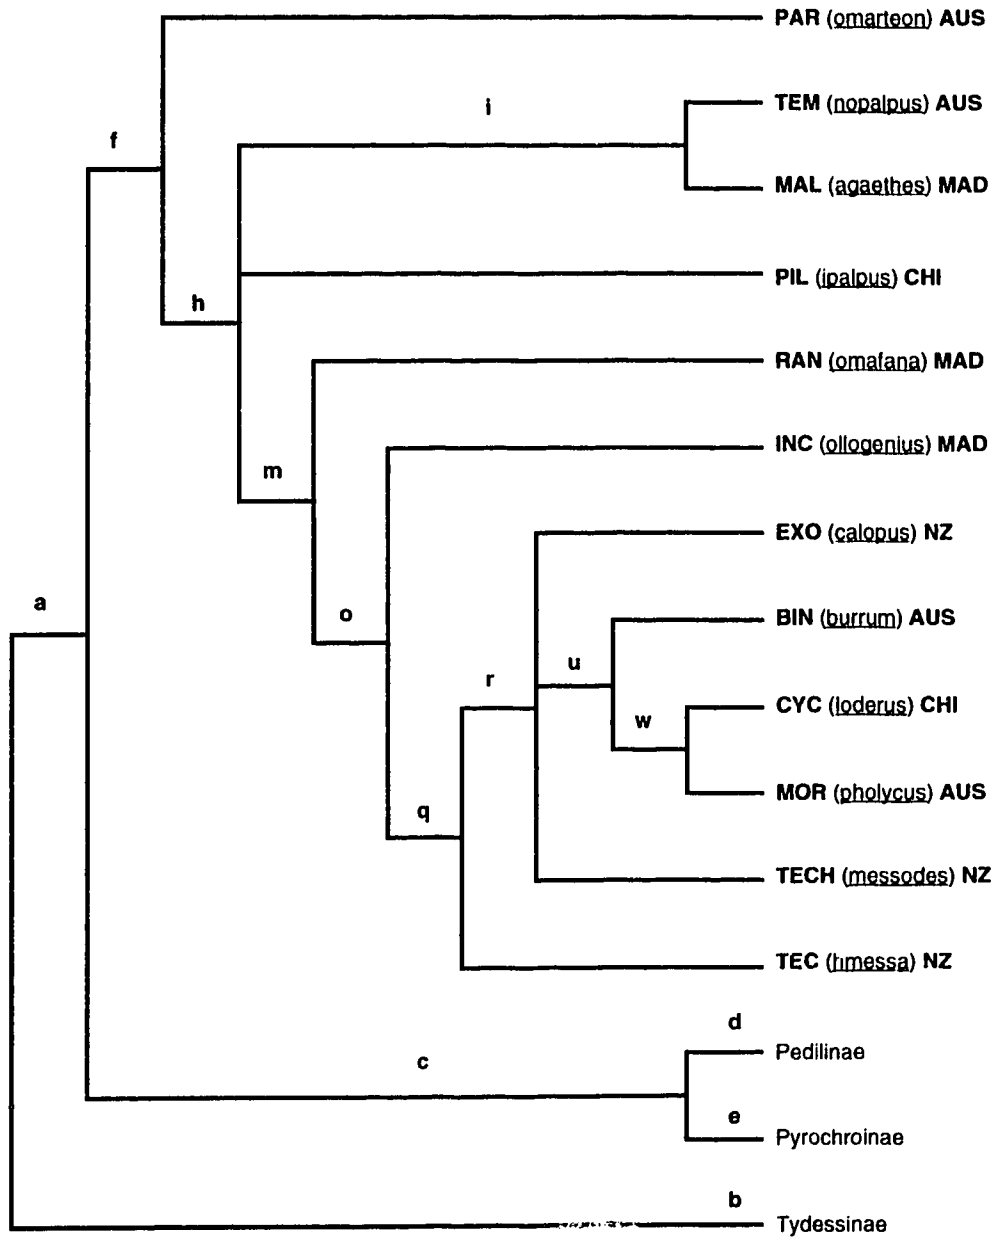 PAR (omarteon) AUS
i
TEM (nopalpus) AUS
f
MAL (agaethes) MAD
PIL (ipalpus) CHI
h
RAN (omafana) MAD
INC (ollogenius) MAD
m
EXO (calopus) NZ
a
o
BIN (burrum) AUS
u
r
CYC (loderus) CHI
w
MOR (pholycus) AUS
q
TECH (messodes) NZ
TEC (hmessa) NZ
d
Pedilinae
c
e
Pyrochroinae
b
Tydessinae